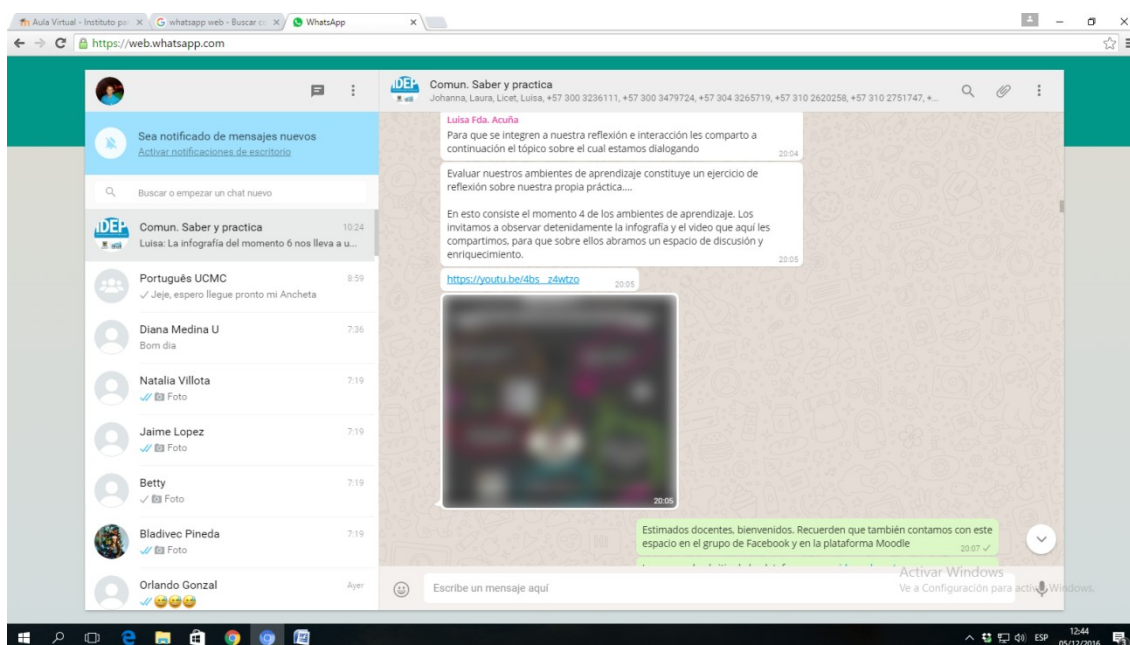 Aula Virtual - Instituto par
whatsapp web - Buscar co
WhatsApp
https://web.whatsapp.com
Sea notificado de mensajes nuevos
Activar notificaciones de escritorio
Buscar o empezar un chat nuevo
IDEP
Comun. Saber y practica 10:24
Luisa: La infografía del momento 6 nos lleva a u...
Português UCMC 8:59
Jeje, espero llegue pronto mi Ancheta
Diana Medina U 7:36
Bom dia
Natalia Villota 7:19
Foto
Jaime Lopez 7:19
Foto
Betty 7:19
Foto
Bladivec Pineda 7:19
Foto
Orlando Gonzal Ayer
IDEP
Comun. Saber y practica
Johanna, Laura, Licet, Luisa, +57 300 3236111, +57 300 3479724, +57 304 3265719, +57 310 2620258, +57 310 2751747, +...
Luisa Fda. Acuña
Para que se integren a nuestra reflexión e interacción les comparto a
continuación el tópico sobre el cual estamos dialogando
20:04
Evaluar nuestros ambientes de aprendizaje constituye un ejercicio de
reflexión sobre nuestra propia práctica....
En esto consiste el momento 4 de los ambientes de aprendizaje. Los
invitamos a observar detenidamente la infografía y el video que aquí les
compartimos, para que sobre ellos abramos un espacio de discusión y
enriquecimiento.
20:05
https://youtu.be/4bs__z4wtzo 20:05
20:05
Estimados docentes, bienvenidos. Recuerden que también contamos con este
espacio en el grupo de Facebook y en la plataforma Moodle 20:07
Escribe un mensaje aquí
Activar Windows
Ve a Configuración para activar Windows.
ESP
12:44
05/12/2016